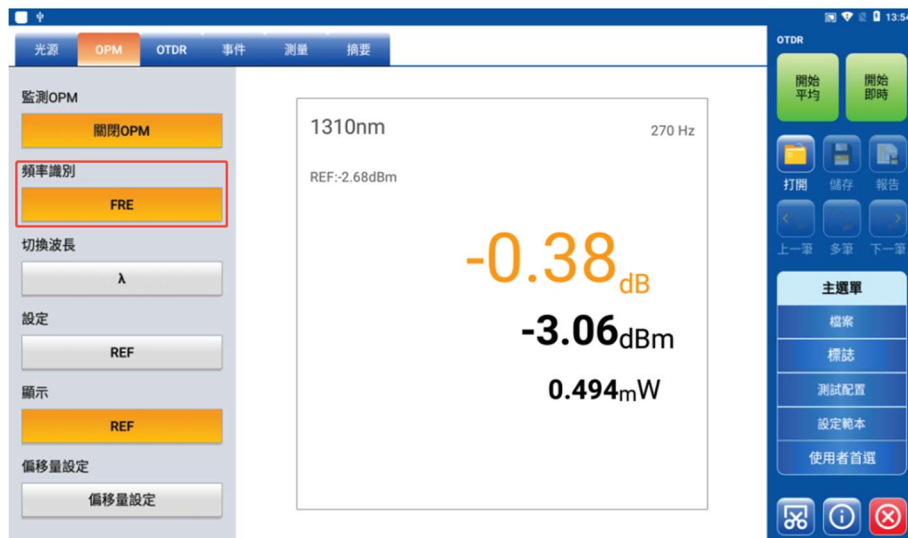 13:54
光源 OPM OTDR 事件 測量 摘要
監測OPM
關閉OPM
頻率識別
FRE
切換波長
λ
設定
REF
顯示
REF
偏移量設定
偏移量設定
1310nm
270 Hz
REF:-2.68dBm
-0.38dB
-3.06dBm
0.494mW
OTDR
開始
平均
開始
即時
打開 儲存 報告
上一筆 多筆 下一筆
主選單
檔案
標誌
測試配置
設定範本
使用者首選